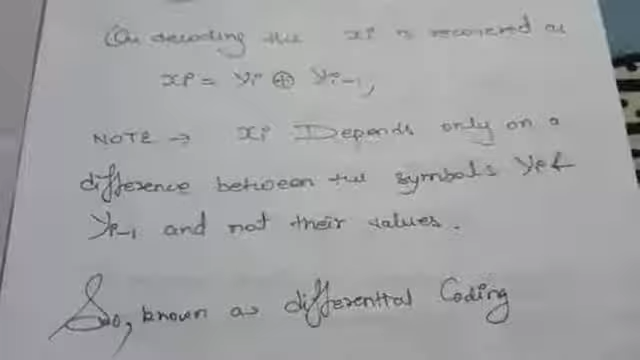 On decoding the xi is recovered as
xi = yi ⊕ yi-1,
NOTE → xi Depends only on a
difference between the symbols yi &
yi-1 and not their values.
So, known as differential Coding